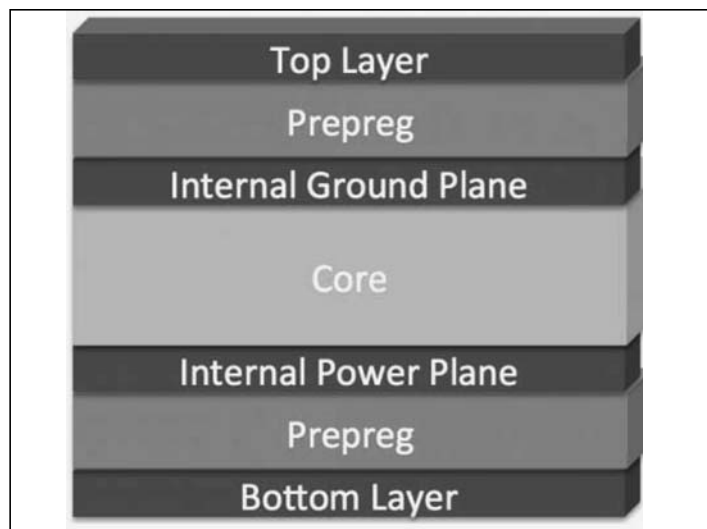 Top Layer
Prepreg
Internal Ground Plane
Core
Internal Power Plane
Prepreg
Bottom Layer